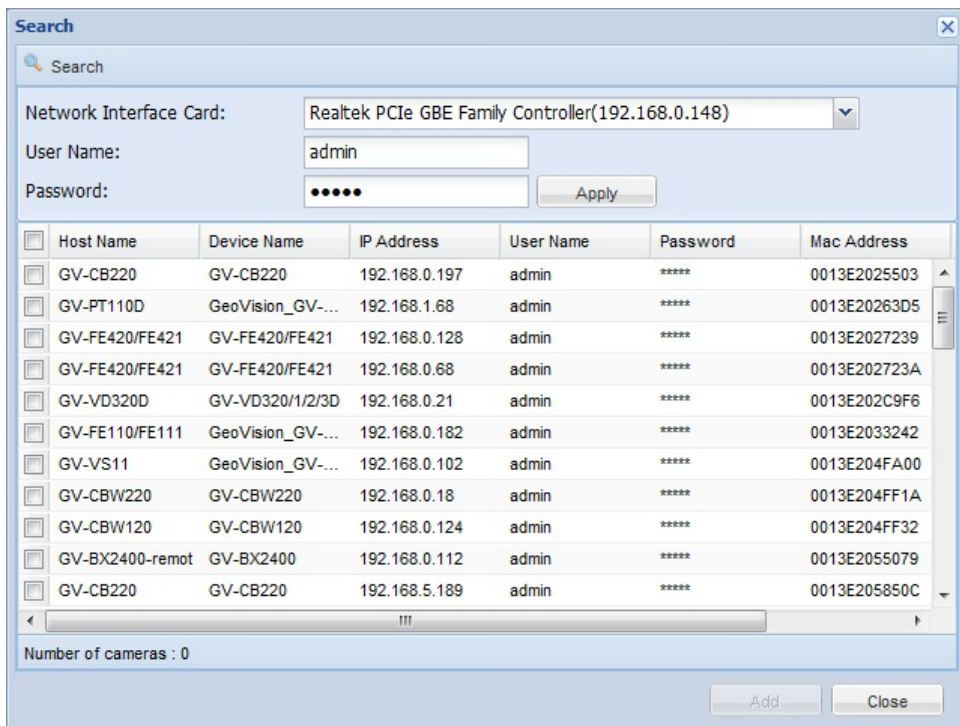 Search
Search
Network Interface Card: Realtek PCIe GBE Family Controller(192.168.0.148)
User Name: admin
Password: ●●●●● Apply
Host Name Device Name IP Address User Name Password Mac Address
GV-CB220 GV-CB220 192.168.0.197 admin ***** 0013E2025503
GV-PT110D GeoVision_GV-... 192.168.1.68 admin ***** 0013E20263D5
GV-FE420/FE421 GV-FE420/FE421 192.168.0.128 admin ***** 0013E2027239
GV-FE420/FE421 GV-FE420/FE421 192.168.0.68 admin ***** 0013E202723A
GV-VD320D GV-VD320/1/2/3D 192.168.0.21 admin ***** 0013E202C9F6
GV-FE110/FE111 GeoVision_GV-... 192.168.0.182 admin ***** 0013E2033242
GV-VS11 GeoVision_GV-... 192.168.0.102 admin ***** 0013E204FA00
GV-CBW220 GV-CBW220 192.168.0.18 admin ***** 0013E204FF1A
GV-CBW120 GV-CBW120 192.168.0.124 admin ***** 0013E204FF32
GV-BX2400-remot GV-BX2400 192.168.0.112 admin ***** 0013E2055079
GV-CB220 GV-CB220 192.168.5.189 admin ***** 0013E205850C
Number of cameras : 0
Add Close